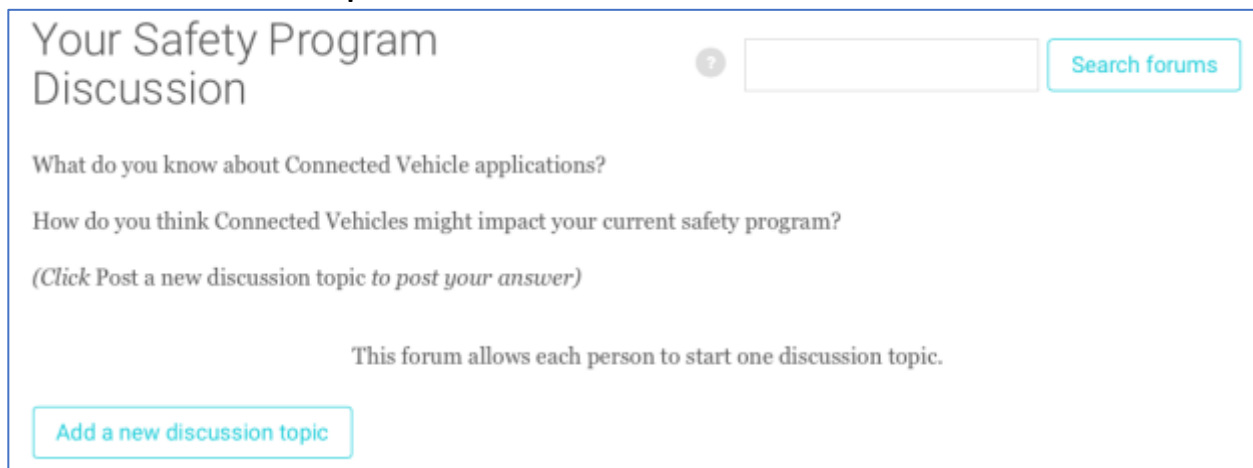 Your Safety Program
Discussion
?
Search forums
What do you know about Connected Vehicle applications?
How do you think Connected Vehicles might impact your current safety program?
(Click Post a new discussion topic to post your answer)
This forum allows each person to start one discussion topic.
Add a new discussion topic